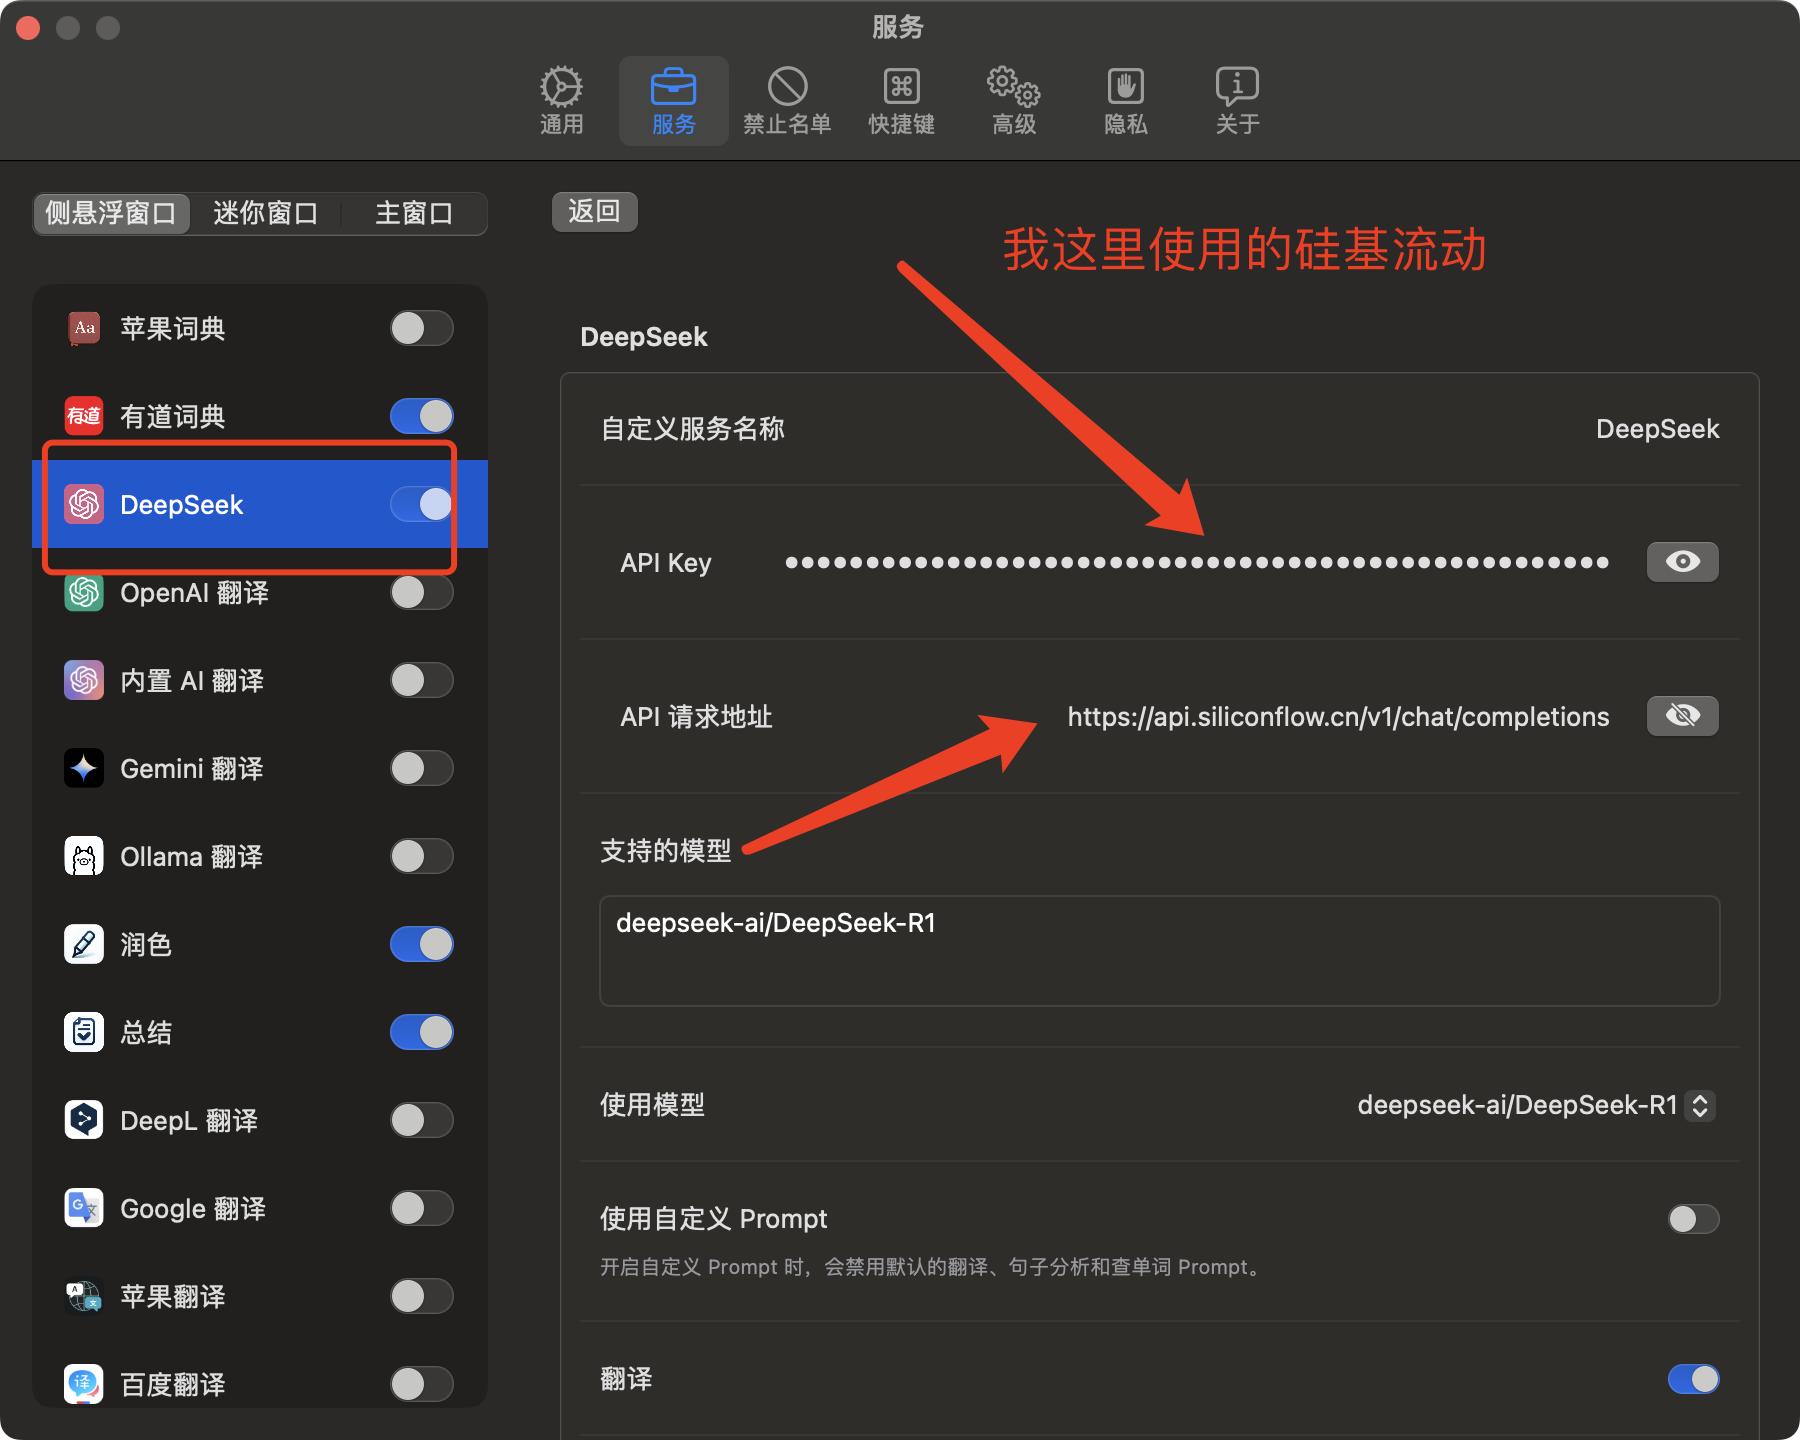 服务
通用
服务
禁止名单
快捷键
高级
隐私
关于
侧悬浮窗口
迷你窗口
主窗口
返回
我这里使用的硅基流动
Aa 苹果词典
有道 有道词典
DeepSeek
OpenAI 翻译
内置 AI 翻译
Gemini 翻译
Ollama 翻译
润色
总结
DeepL 翻译
G 文 Google 翻译
A 文 苹果翻译
译 百度翻译
DeepSeek
自定义服务名称 DeepSeek
API Key ●●●●●●●●●●●●●●●●●●●●●●●●●●●●●●●●●●●●●●●●●●●●●●●●●●●
API 请求地址 https://api.siliconflow.cn/v1/chat/completions
支持的模型
deepseek-ai/DeepSeek-R1
使用模型 deepseek-ai/DeepSeek-R1
使用自定义 Prompt
开启自定义 Prompt 时，会禁用默认的翻译、句子分析和查单词 Prompt。
翻译